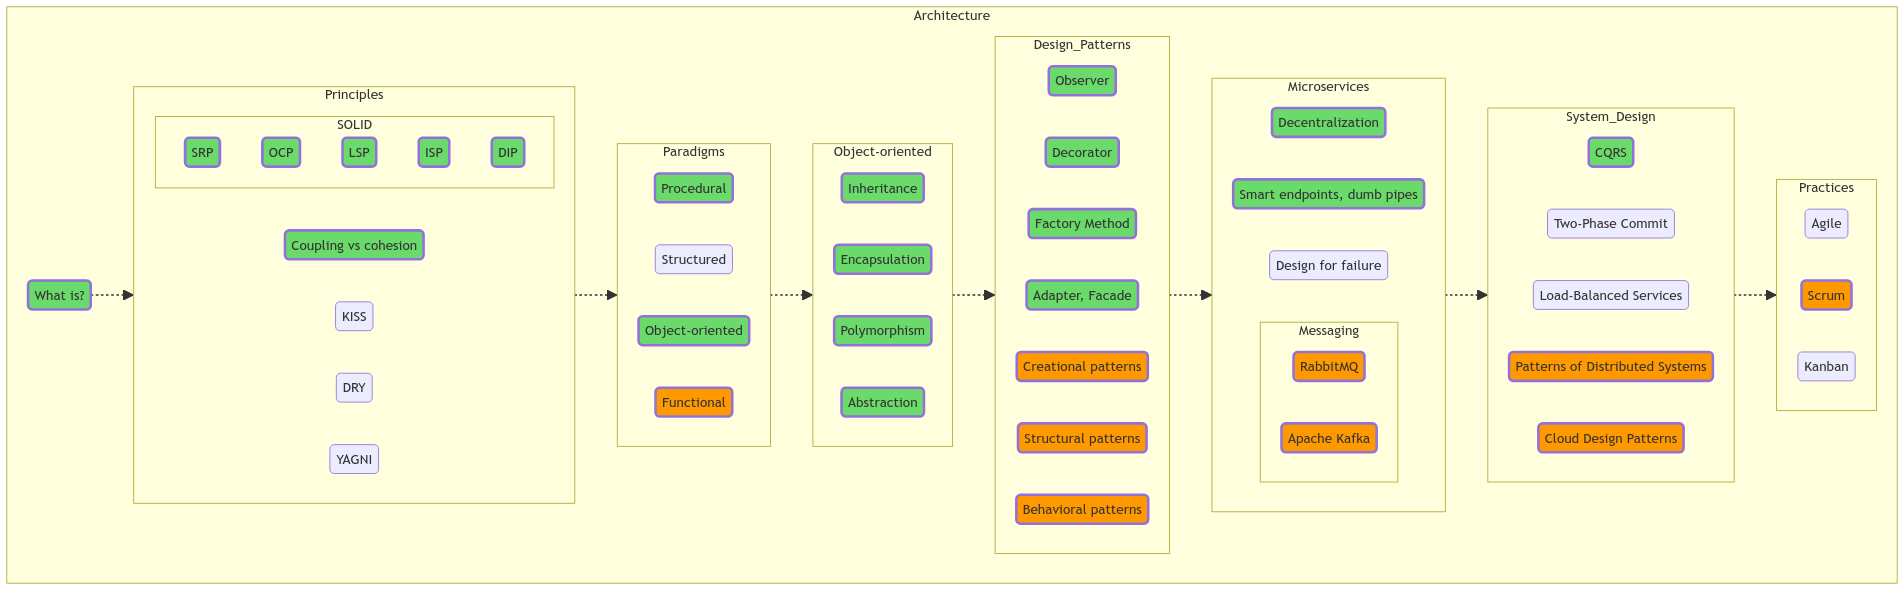 Architecture
What is?
Principles
SOLID
SRP
OCP
LSP
ISP
DIP
Coupling vs cohesion
KISS
DRY
YAGNI
Paradigms
Procedural
Structured
Object-oriented
Functional
Object-oriented
Inheritance
Encapsulation
Polymorphism
Abstraction
Design_Patterns
Observer
Decorator
Factory Method
Adapter, Facade
Creational patterns
Structural patterns
Behavioral patterns
Microservices
Decentralization
Smart endpoints, dumb pipes
Design for failure
Messaging
RabbitMQ
Apache Kafka
System_Design
CQRS
Two-Phase Commit
Load-Balanced Services
Patterns of Distributed Systems
Cloud Design Patterns
Practices
Agile
Scrum
Kanban